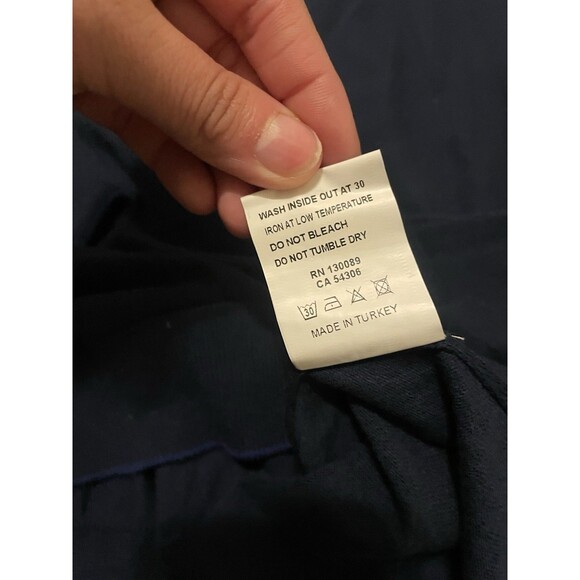 WASH INSIDE OUT AT 30
IRON AT LOW TEMPERATURE
DO NOT BLEACH
DO NOT TUMBLE DRY
RN 130089
CA 54306
30
MADE IN TURKEY